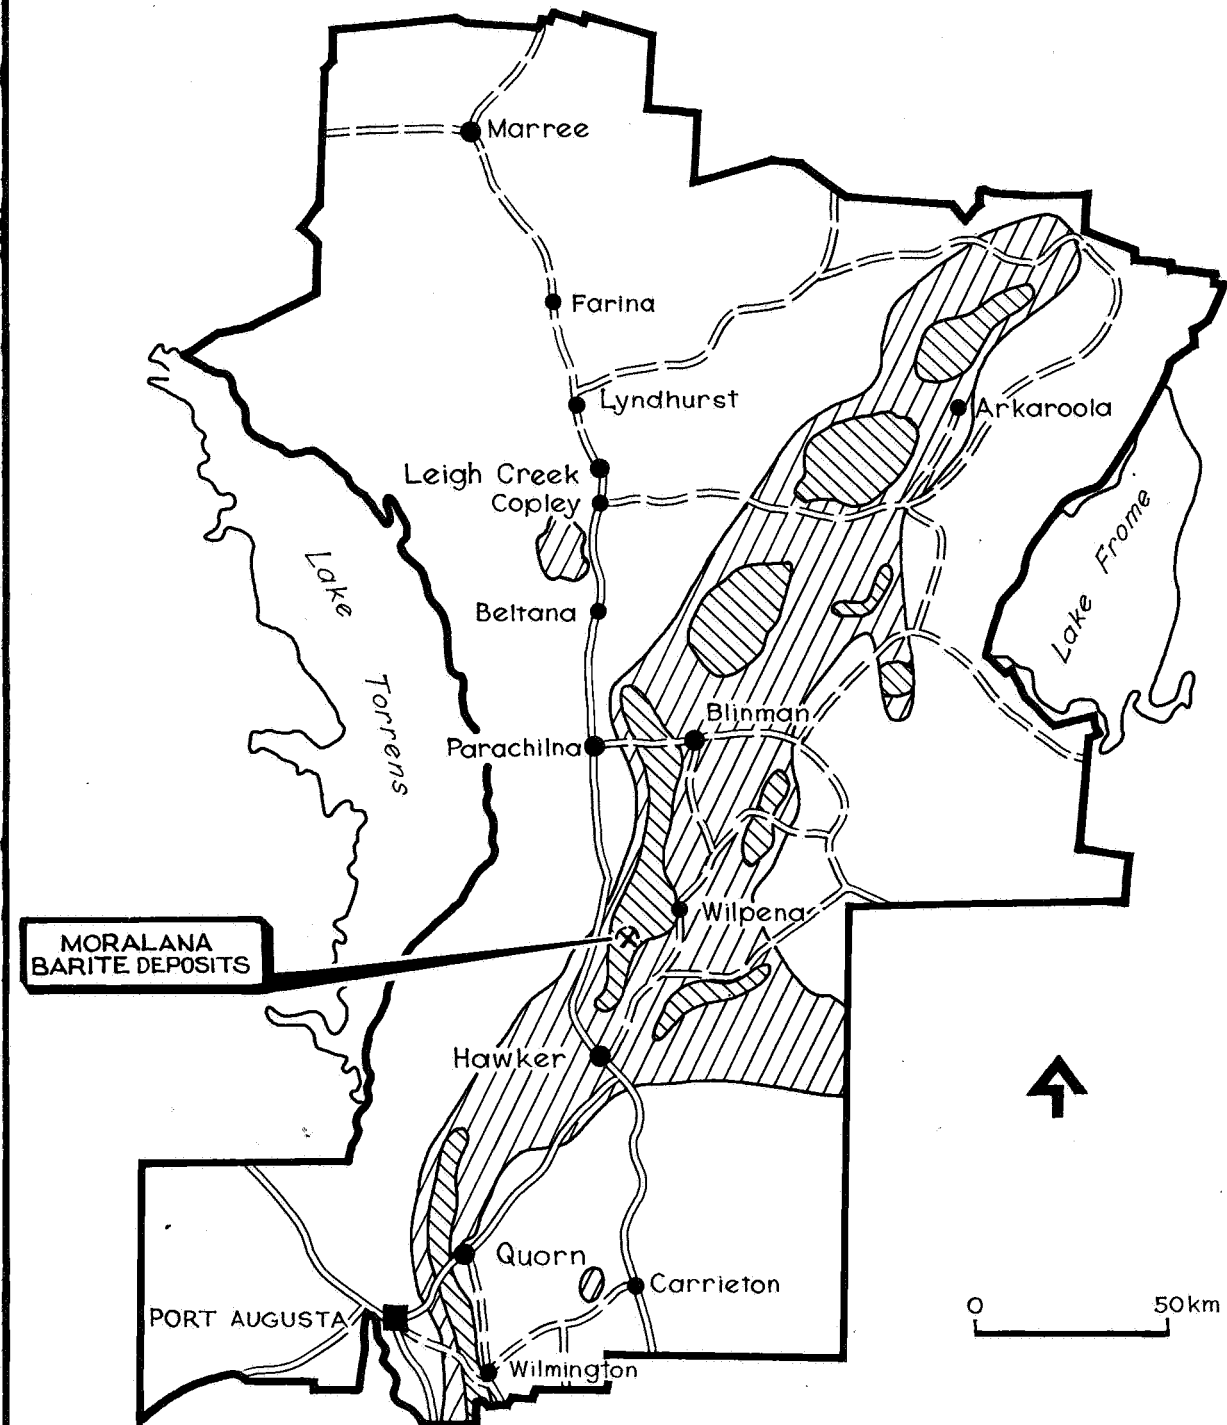 Marree
Farina
Lyndhurst
Arkaroola
Leigh Creek
Copley
Lake Frome
Lake Torrens
Beltana
Blinman
Parachilna
Wilpena
MORALANA
BARITE DEPOSITS
Hawker
Quorn
Carrieton
PORT AUGUSTA
0 50km
Wilmington